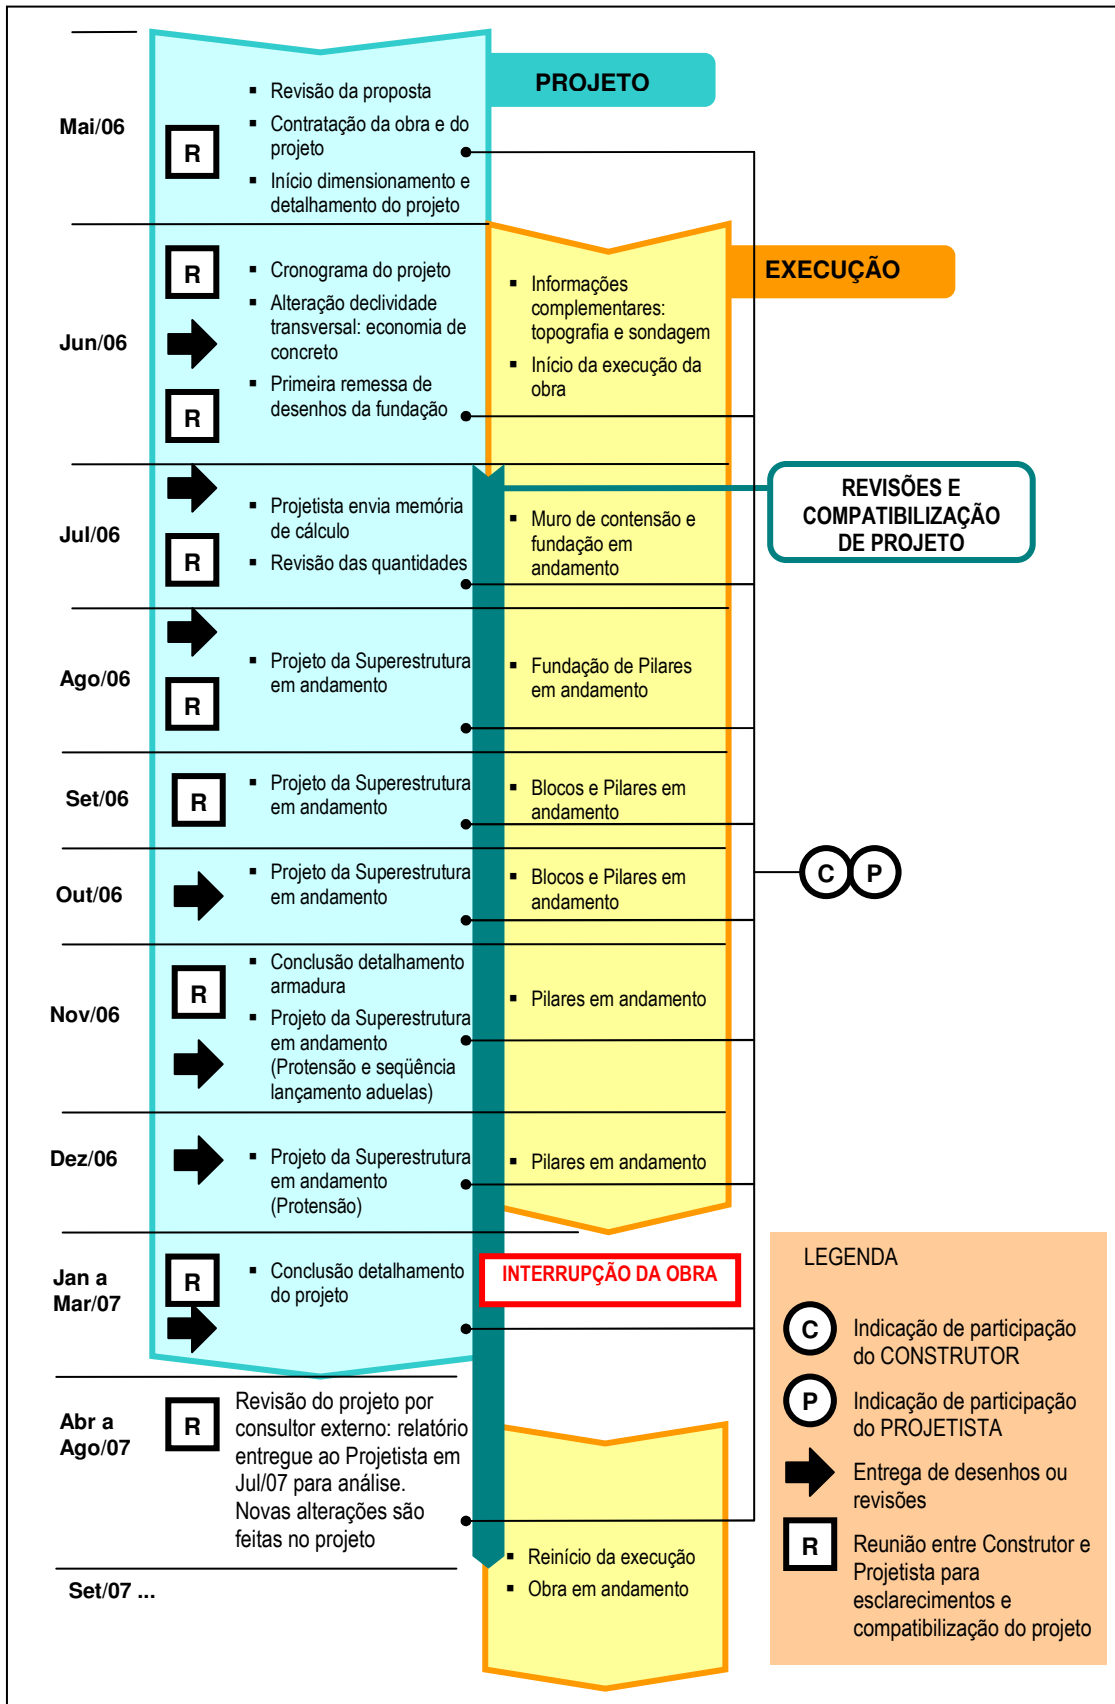 PROJETO
Mai/06
R
▪ Revisão da proposta
▪ Contratação da obra e do
projeto
▪ Início dimensionamento e
detalhamento do projeto
EXECUÇÃO
Jun/06
R
R
▪ Cronograma do projeto
▪ Alteração declividade
transversal: economia de
concreto
▪ Primeira remessa de
desenhos da fundação
▪ Informações
complementares:
topografia e sondagem
▪ Início da execução da
obra
REVISÕES E
COMPATIBILIZAÇÃO
DE PROJETO
Jul/06
R
▪ Projetista envia memória
de cálculo
▪ Revisão das quantidades
▪ Muro de contensão e
fundação em
andamento
Ago/06
R
▪ Projeto da Superestrutura
em andamento
▪ Fundação de Pilares
em andamento
Set/06
R
▪ Projeto da Superestrutura
em andamento
▪ Blocos e Pilares em
andamento
Out/06
▪ Projeto da Superestrutura
em andamento
▪ Blocos e Pilares em
andamento
C P
Nov/06
R
▪ Conclusão detalhamento
armadura
▪ Projeto da Superestrutura
em andamento
(Protensão e seqüência
lançamento aduelas)
▪ Pilares em andamento
Dez/06
▪ Projeto da Superestrutura
em andamento
(Protensão)
▪ Pilares em andamento
Jan a
Mar/07
R
▪ Conclusão detalhamento
do projeto
INTERRUPÇÃO DA OBRA
Abr a
Ago/07
R
Revisão do projeto por
consultor externo: relatório
entregue ao Projetista em
Jul/07 para análise.
Novas alterações são
feitas no projeto
▪ Reinício da execução
▪ Obra em andamento
Set/07 ...
LEGENDA
C
Indicação de participação
do CONSTRUTOR
P
Indicação de participação
do PROJETISTA
Entrega de desenhos ou
revisões
R
Reunião entre Construtor e
Projetista para
esclarecimentos e
compatibilização do projeto